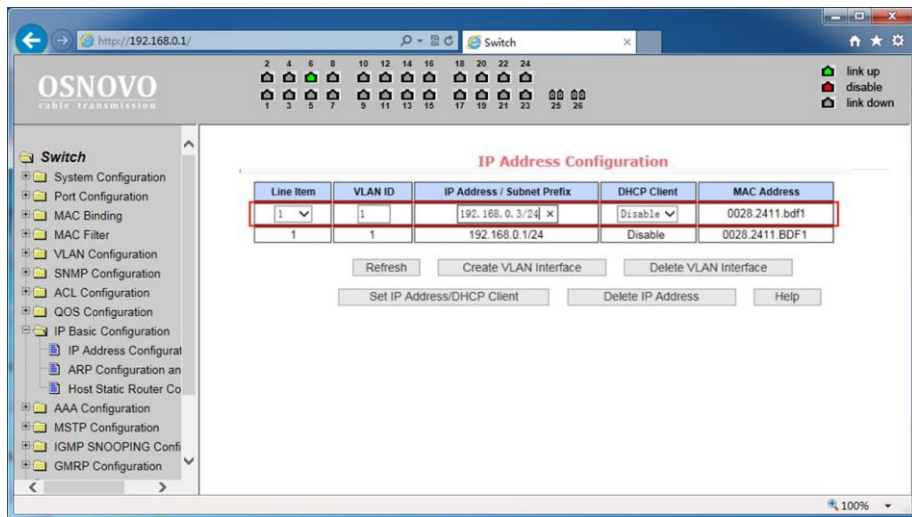 http://192.168.0.1/
Switch
OSNOVO
cable transmission
2 4 6 8 10 12 14 16 18 20 22 24
1 3 5 7 9 11 13 15 17 19 21 23 25 26
link up
disable
link down
Switch
System Configuration
Port Configuration
MAC Binding
MAC Filter
VLAN Configuration
SNMP Configuration
ACL Configuration
QOS Configuration
IP Basic Configuration
IP Address Configurat
ARP Configuration an
Host Static Router Co
AAA Configuration
MSTP Configuration
IGMP SNOOPING Confi
GMRP Configuration
IP Address Configuration
Line Item VLAN ID IP Address / Subnet Prefix DHCP Client MAC Address
1 1 192.168.0.3/24 Disable 0028.2411.bdf1
1 1 192.168.0.1/24 Disable 0028.2411.BDF1
Refresh Create VLAN Interface Delete VLAN Interface
Set IP Address/DHCP Client Delete IP Address Help
100%